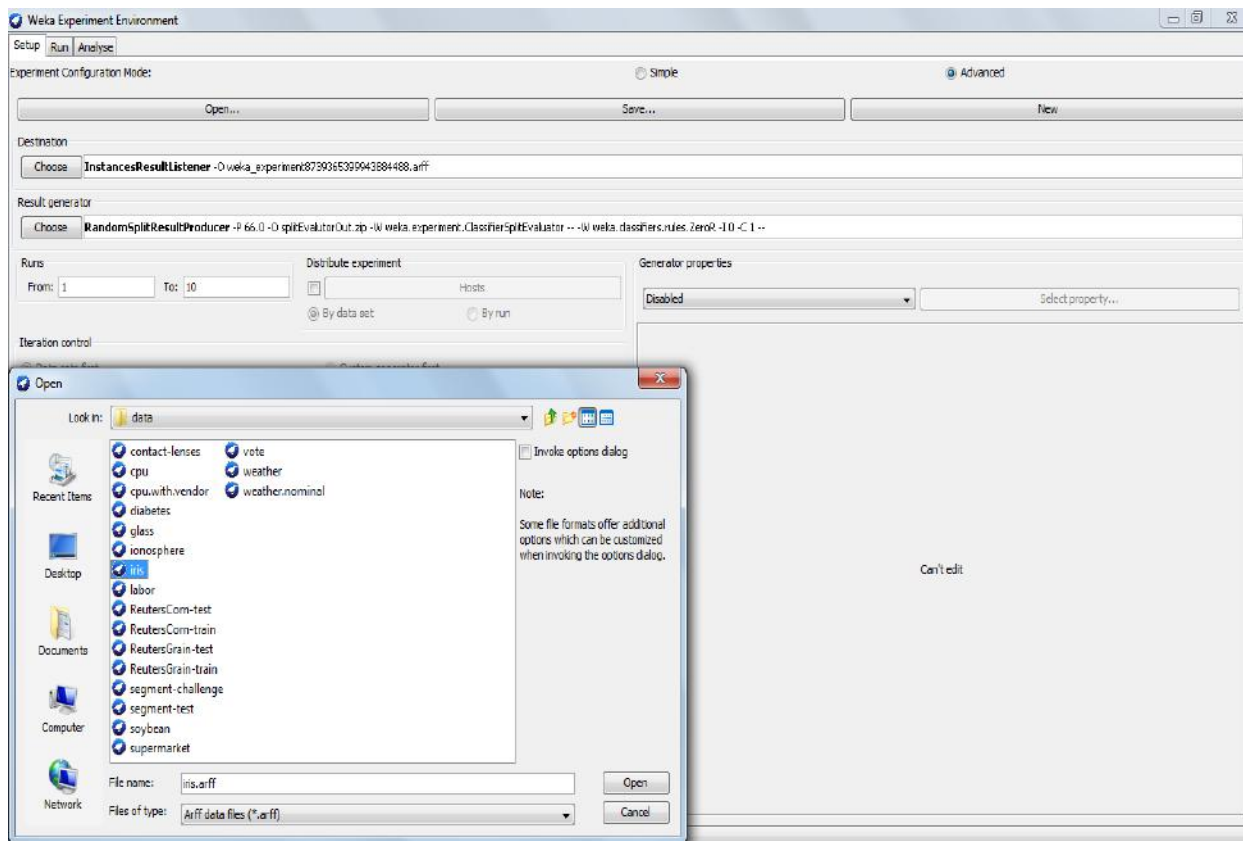 Weka Experiment Environment
Setup Run Analyse
Experiment Configuration Mode: Simple Advanced
Open... Save... New
Destination
Choose InstancesResultListener -O weka_experiment8739365399943884488.arff
Result generator
Choose RandomSplitResultProducer -P 66.0 -O splitEvalutorOut.zip -W weka.experiment.ClassifierSplitEvaluator -- -W weka.classifiers.rules.ZeroR -I 0 -C 1 --
Runs
From: 1 To: 10
Distribute experiment
Hosts
By data set By run
Generator properties
Disabled Select property...
Can't edit
Iteration control
Open
Look in: data
Recent Items
Desktop
Documents
Computer
Network
contact-lenses
cpu
cpu.with.vendor
diabetes
glass
ionosphere
iris
labor
ReutersCorn-test
ReutersCorn-train
ReutersGrain-test
ReutersGrain-train
segment-challenge
segment-test
soybean
supermarket
vote
weather
weather.nominal
Invoke options dialog
Note:
Some file formats offer additional
options which can be customized
when invoking the options dialog.
File name: iris.arff Open
Files of type: Arff data files (*.arff) Cancel